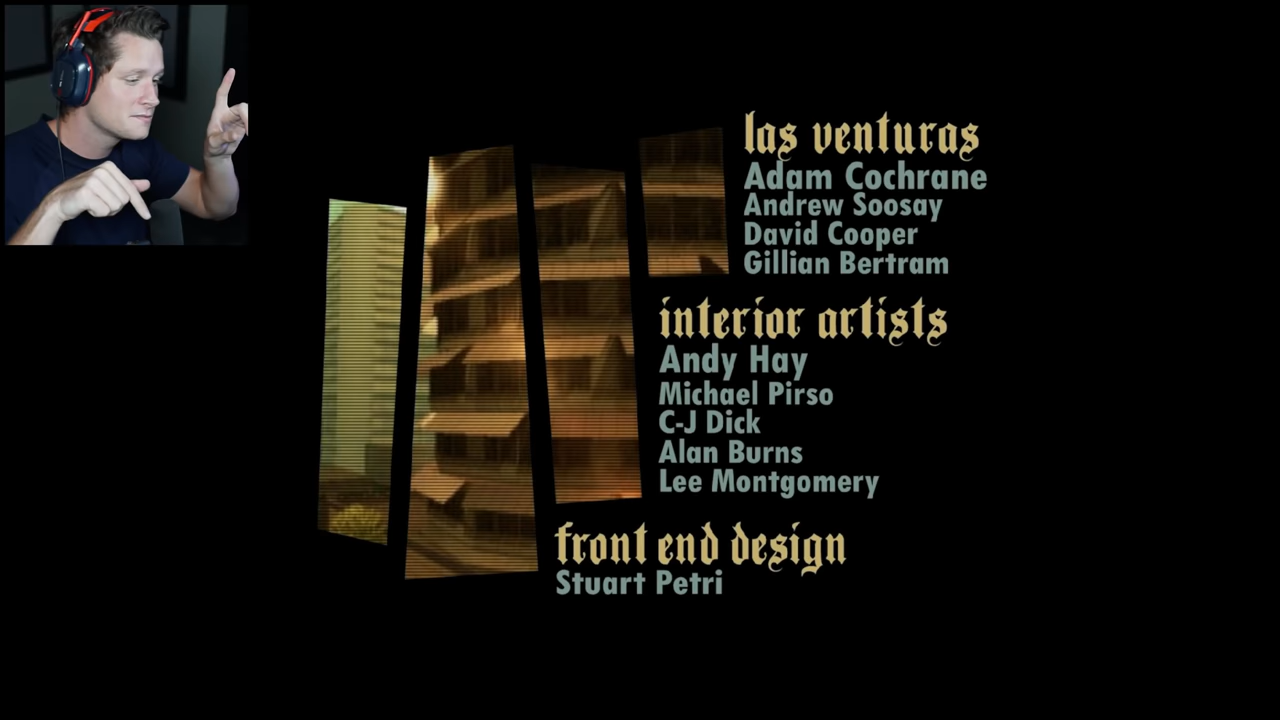 las venturas
Adam Cochrane
Andrew Soosay
David Cooper
Gillian Bertram
interior artists
Andy Hay
Michael Pirso
C-J Dick
Alan Burns
Lee Montgomery
front end design
Stuart Petri